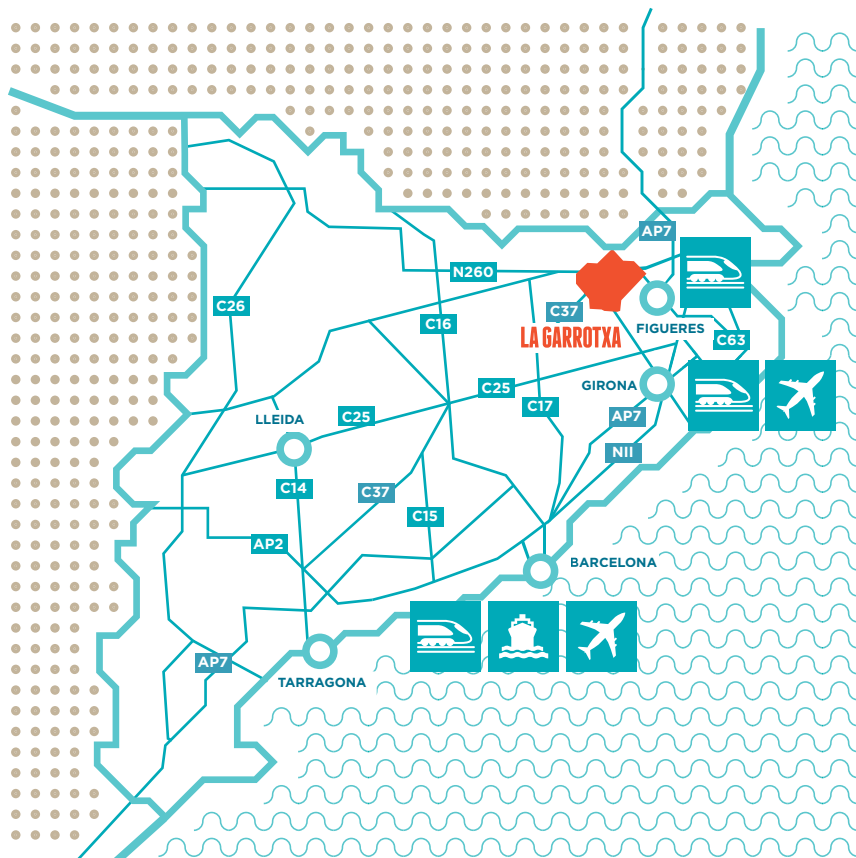 AP7
N260
C26
C37
C16
FIGUERES
LA GARROTXA
C63
GIRONA
C25
C17
LLEIDA
C25
AP7
NII
C14
C37
C15
AP2
BARCELONA
AP7
TARRAGONA